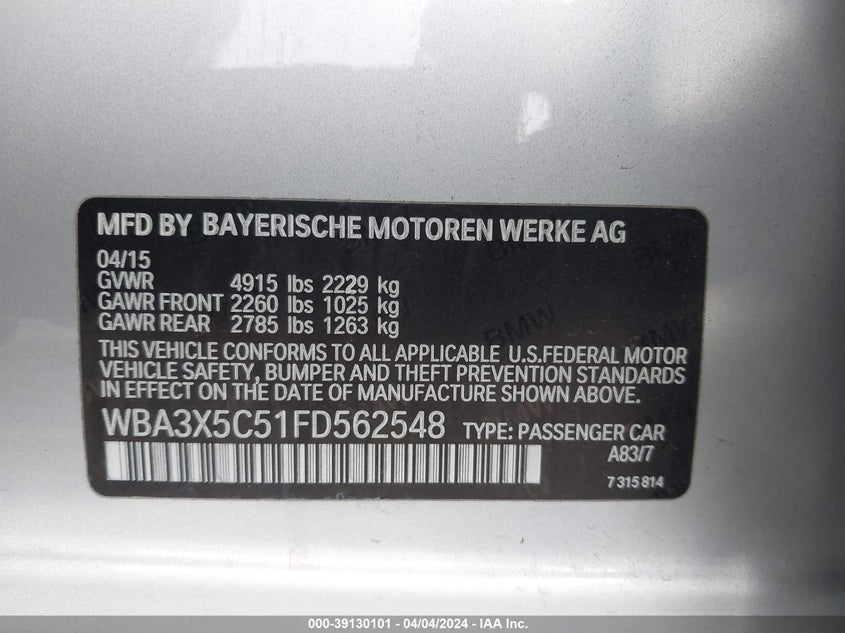 MFD BY BAYERISCHE MOTOREN WERKE AG
04/15
GVWR 4915 lbs 2229 kg
GAWR FRONT 2260 lbs 1025 kg
GAWR REAR 2785 lbs 1263 kg
THIS VEHICLE CONFORMS TO ALL APPLICABLE U.S.FEDERAL MOTOR
VEHICLE SAFETY, BUMPER AND THEFT PREVENTION STANDARDS
IN EFFECT ON THE DATE OF MANUFACTURE SHOWN ABOVE.
WBA3X5C51FD562548 TYPE: PASSENGER CAR
A83/7
7 315 814
000-39130101 - 04/04/2024 - IAA Inc.